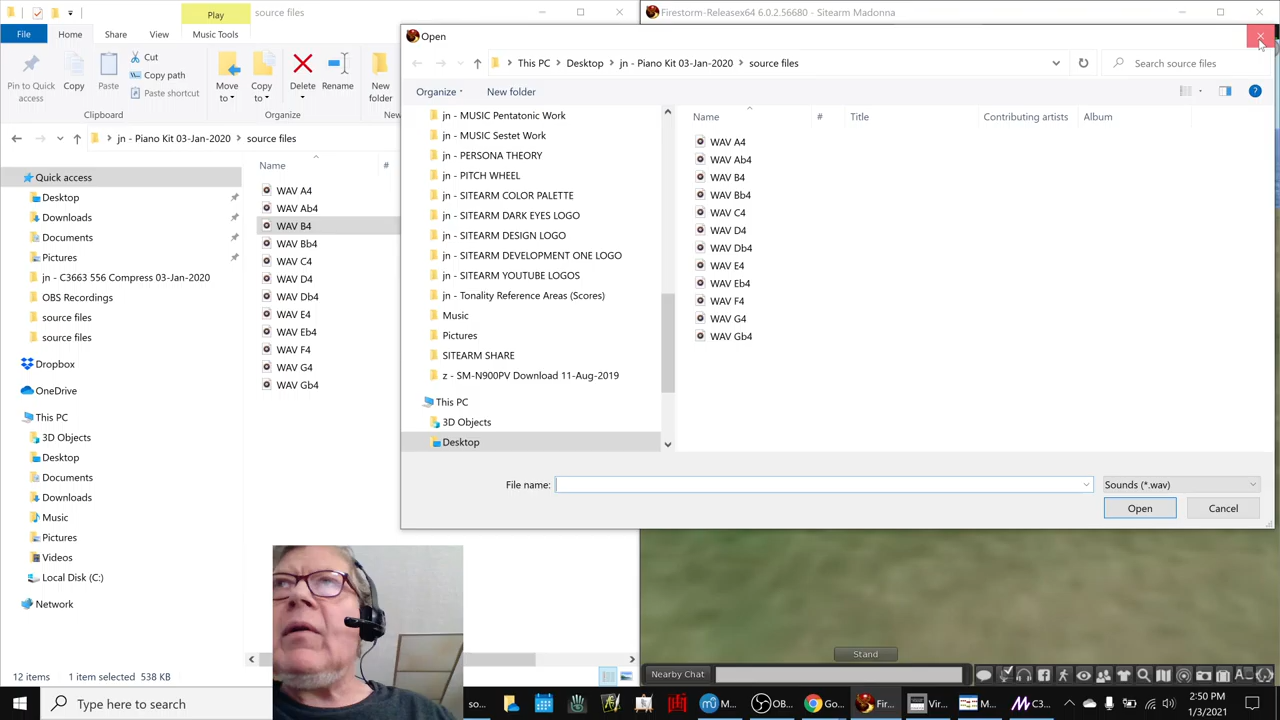 Play
source files
File
Home
Share
View
Music Tools
Pin to Quick access
Copy
Paste
Cut
Copy path
Paste shortcut
Clipboard
Move to
Copy to
Delete
Rename
Organize
New folder
jn - Piano Kit 03-Jan-2020
source files
Quick access
Desktop
Downloads
Documents
Pictures
jn - C3663 556 Compress 03-Jan-2020
OBS Recordings
source files
source files
Dropbox
OneDrive
This PC
3D Objects
Desktop
Documents
Downloads
Music
Pictures
Videos
Local Disk (C:)
Network
Name
#
WAV A4
WAV Ab4
WAV B4
WAV Bb4
WAV C4
WAV D4
WAV Db4
WAV E4
WAV Eb4
WAV F4
WAV G4
WAV Gb4
12 items
1 item selected 538 KB
Firestorm-Releasex64 6.0.2.56680 - Sitearm Madonna
Open
This PC
Desktop
jn - Piano Kit 03-Jan-2020
source files
Search source files
Organize
New folder
jn - MUSIC Pentatonic Work
jn - MUSIC Sestet Work
jn - PERSONA THEORY
jn - PITCH WHEEL
jn - SITEARM COLOR PALETTE
jn - SITEARM DARK EYES LOGO
jn - SITEARM DESIGN LOGO
jn - SITEARM DEVELOPMENT ONE LOGO
jn - SITEARM YOUTUBE LOGOS
jn - Tonality Reference Areas (Scores)
Music
Pictures
SITEARM SHARE
z - SM-N900PV Download 11-Aug-2019
This PC
3D Objects
Desktop
Name
#
Title
Contributing artists
Album
WAV A4
WAV Ab4
WAV B4
WAV Bb4
WAV C4
WAV D4
WAV Db4
WAV E4
WAV Eb4
WAV F4
WAV G4
WAV Gb4
File name:
Sounds (*.wav)
Open
Cancel
Stand
Nearby Chat
Type here to search
so...
M...
OB...
Go...
Fir...
Vir...
M...
C3...
2:50 PM
1/3/2021